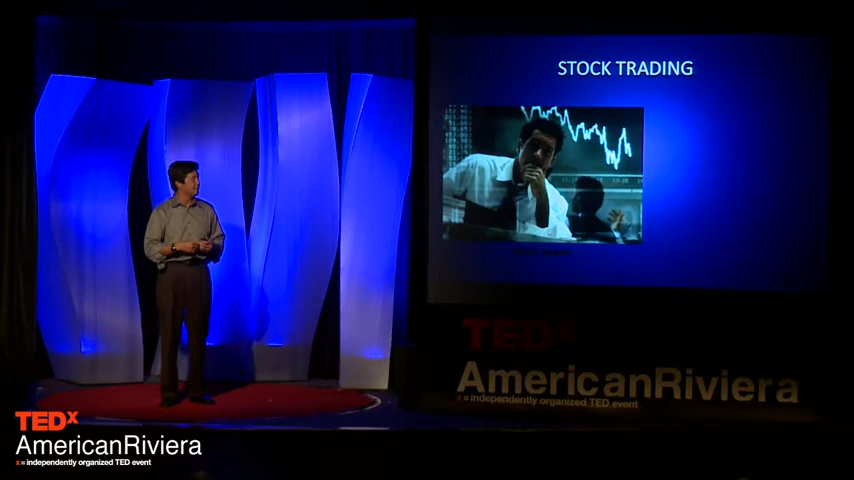 STOCK TRADING
TEDx
AmericanRiviera
x = independently organized TED event
TEDx
AmericanRiviera
x = independently organized TED event